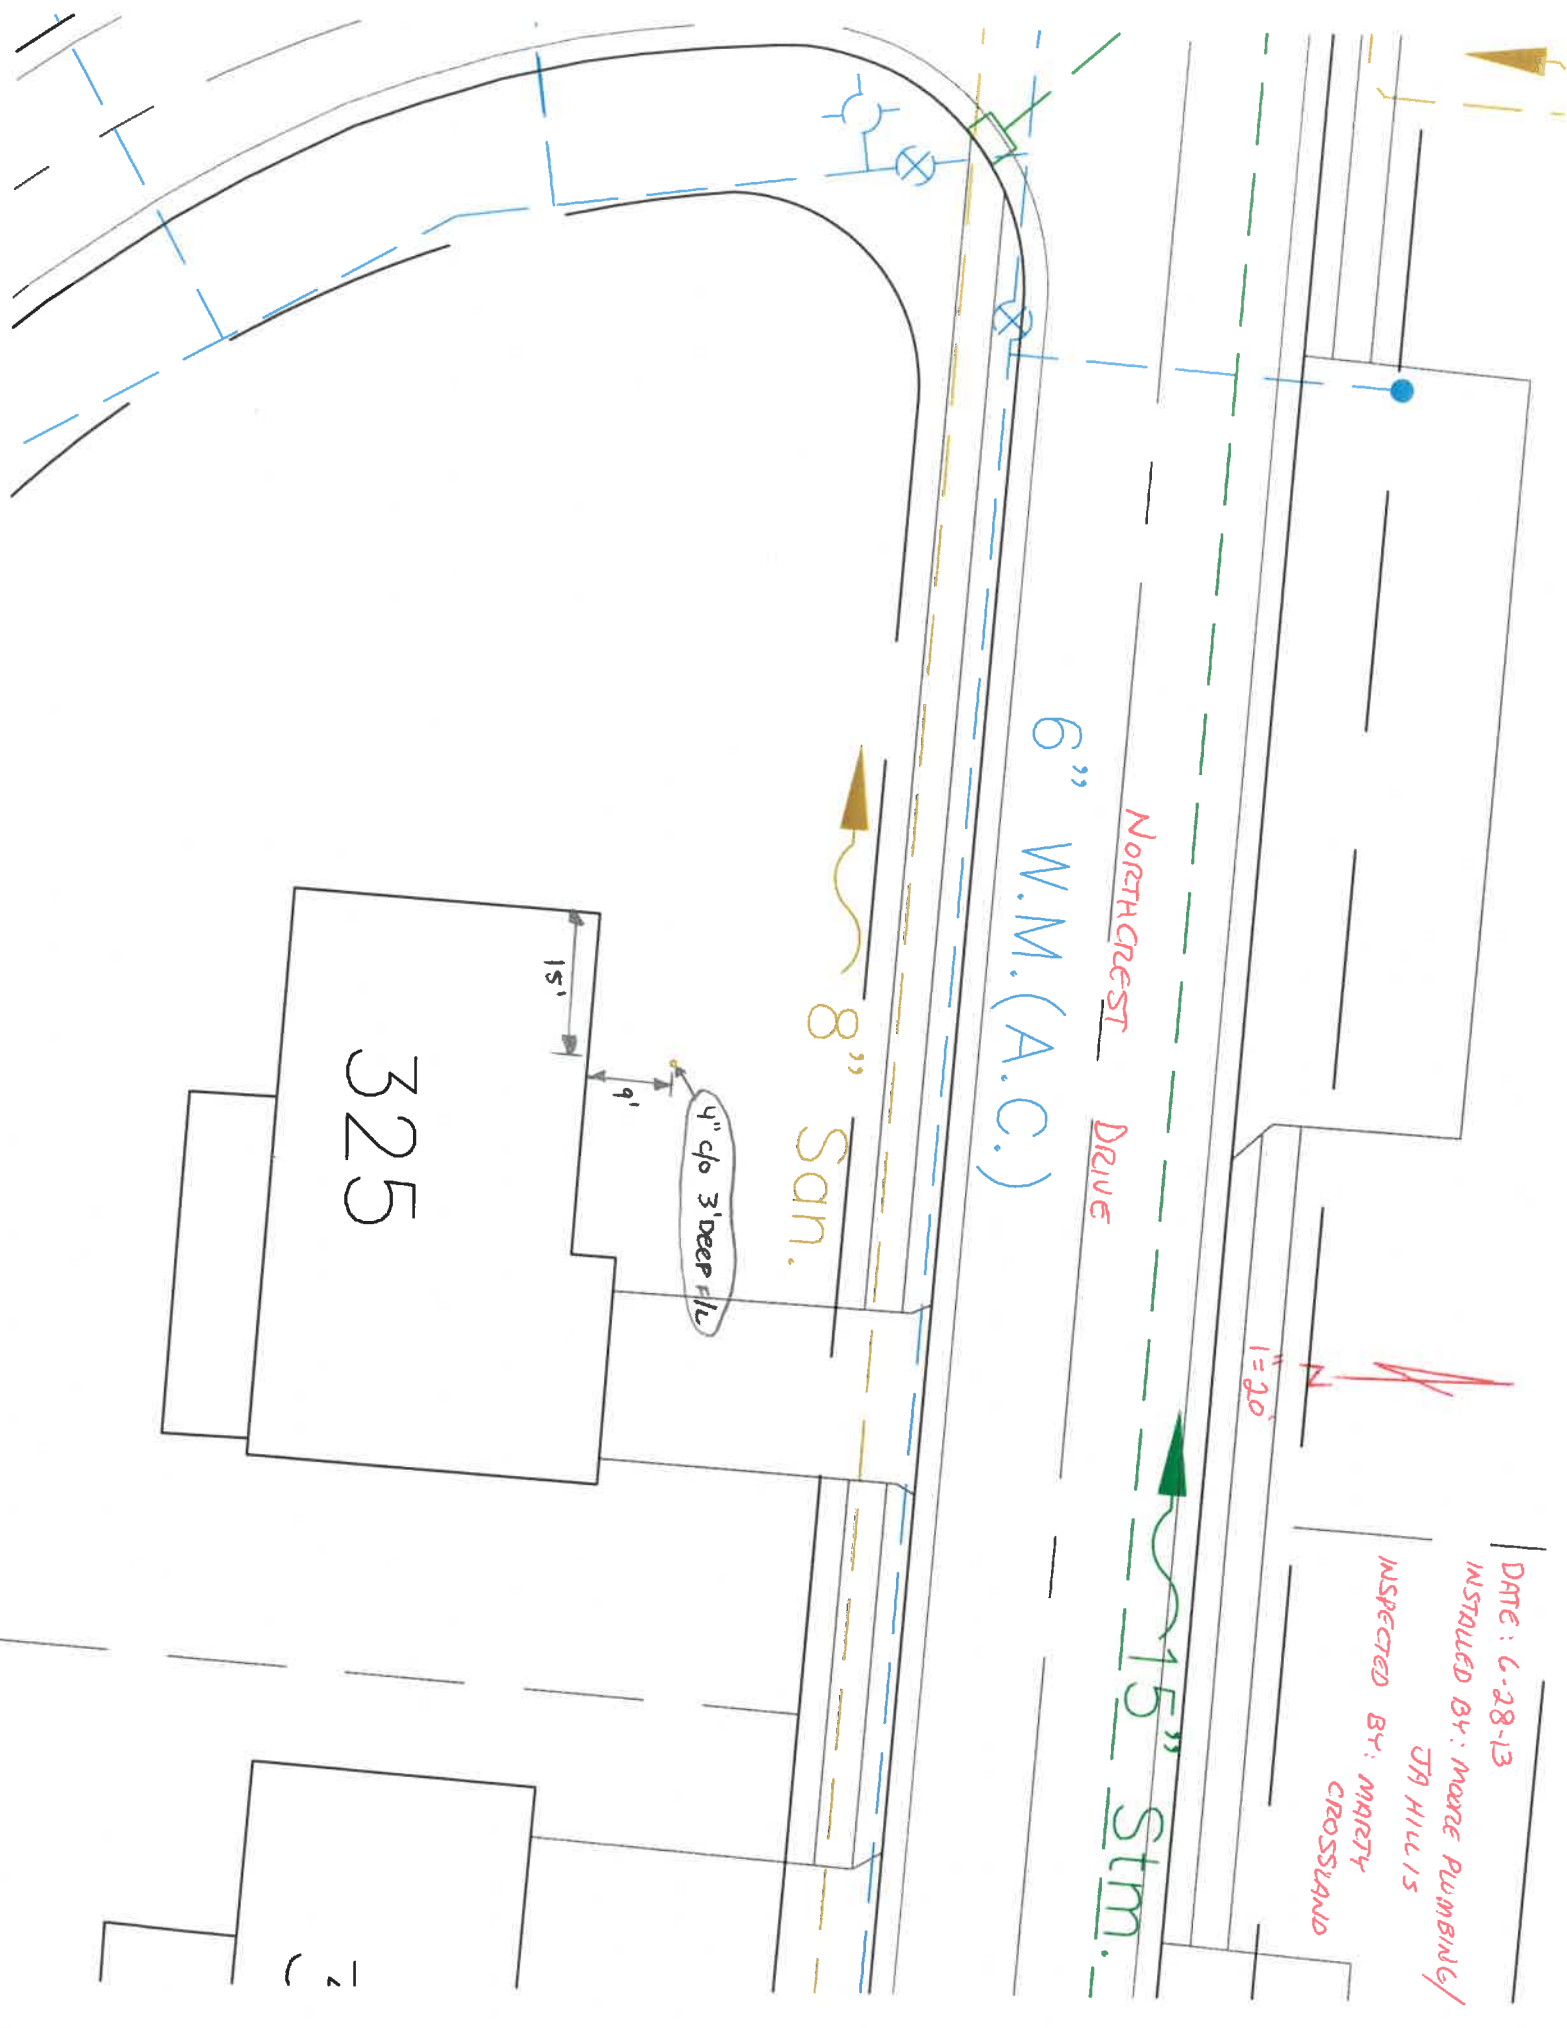 DATE: 6-28-13
INSTALLED BY: MOORE PLUMBING/
JA HILLIS
INSPECTED BY: MARTY
CROSSLAND
N
1"=20'
15" Stm.
NORTHCREST DRIVE
6" W.M.(A.C.)
8" San.
4" c/o 3' DEEP F/L
9'
15'
325